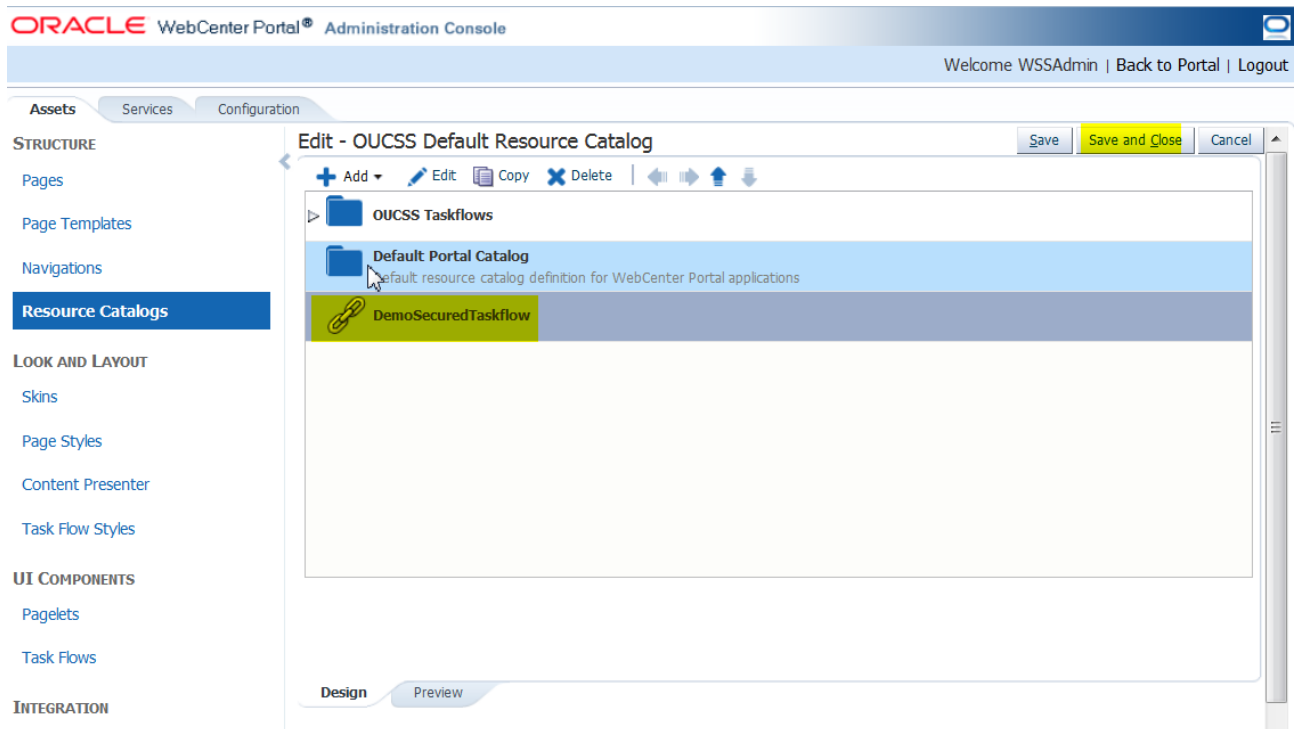 ORACLE WebCenter Portal® Administration Console
Welcome WSSAdmin | Back to Portal | Logout
Assets Services Configuration
STRUCTURE
Edit - OUCSS Default Resource Catalog
Save Save and Close Cancel
Pages
Add Edit Copy Delete
OUCSS Taskflows
Page Templates
Default Portal Catalog
Navigations
Default resource catalog definition for WebCenter Portal applications
Resource Catalogs
DemoSecuredTaskflow
LOOK AND LAYOUT
Skins
Page Styles
Content Presenter
Task Flow Styles
UI COMPONENTS
Pagelets
Task Flows
Design Preview
INTEGRATION